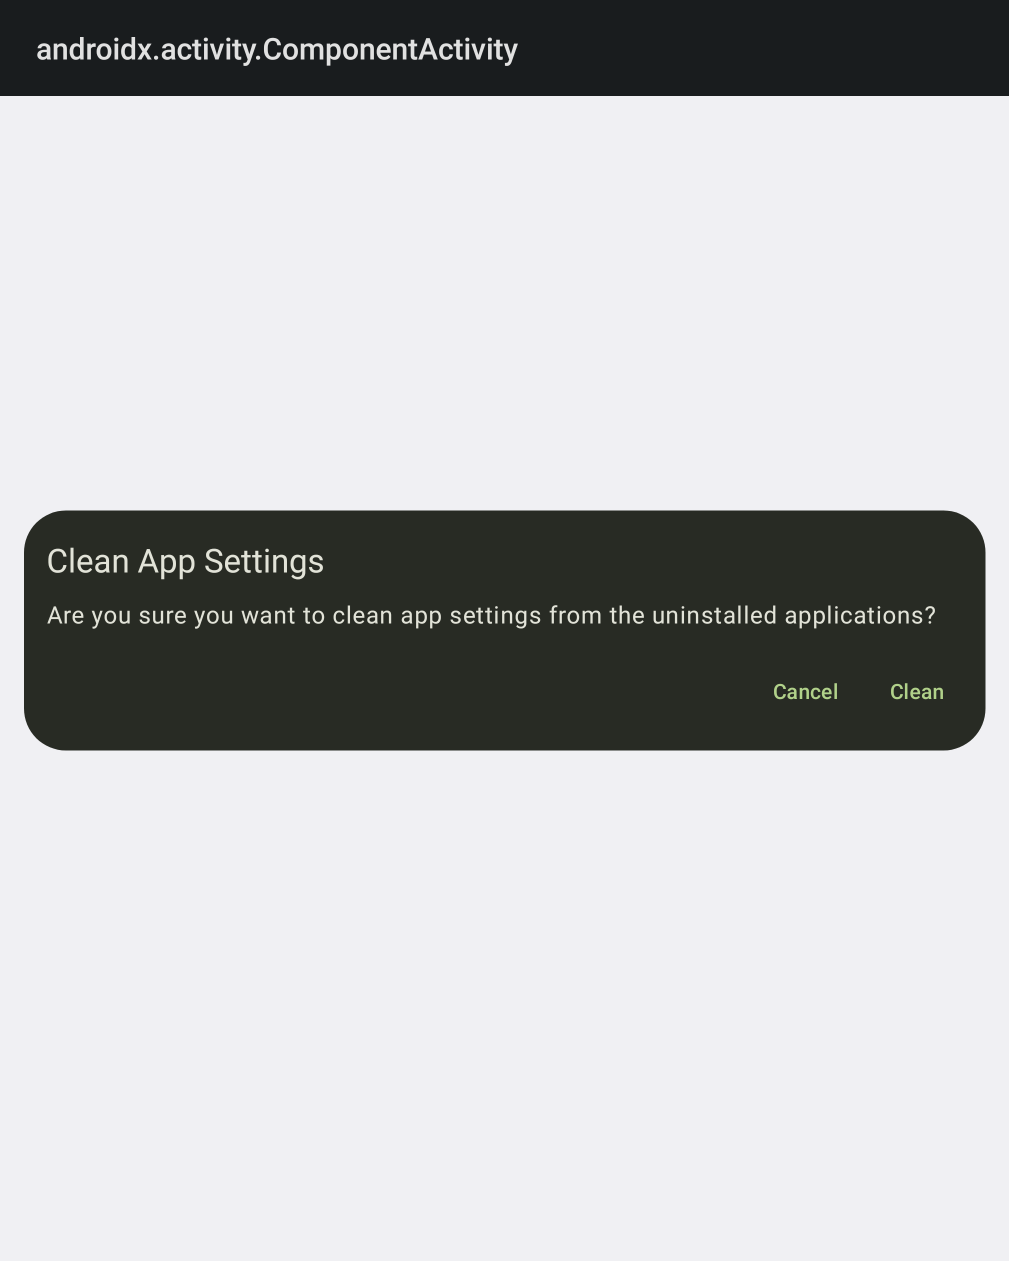 androidx.activity.ComponentActivity
Clean App Settings
Are you sure you want to clean app settings from the uninstalled applications?
Cancel Clean